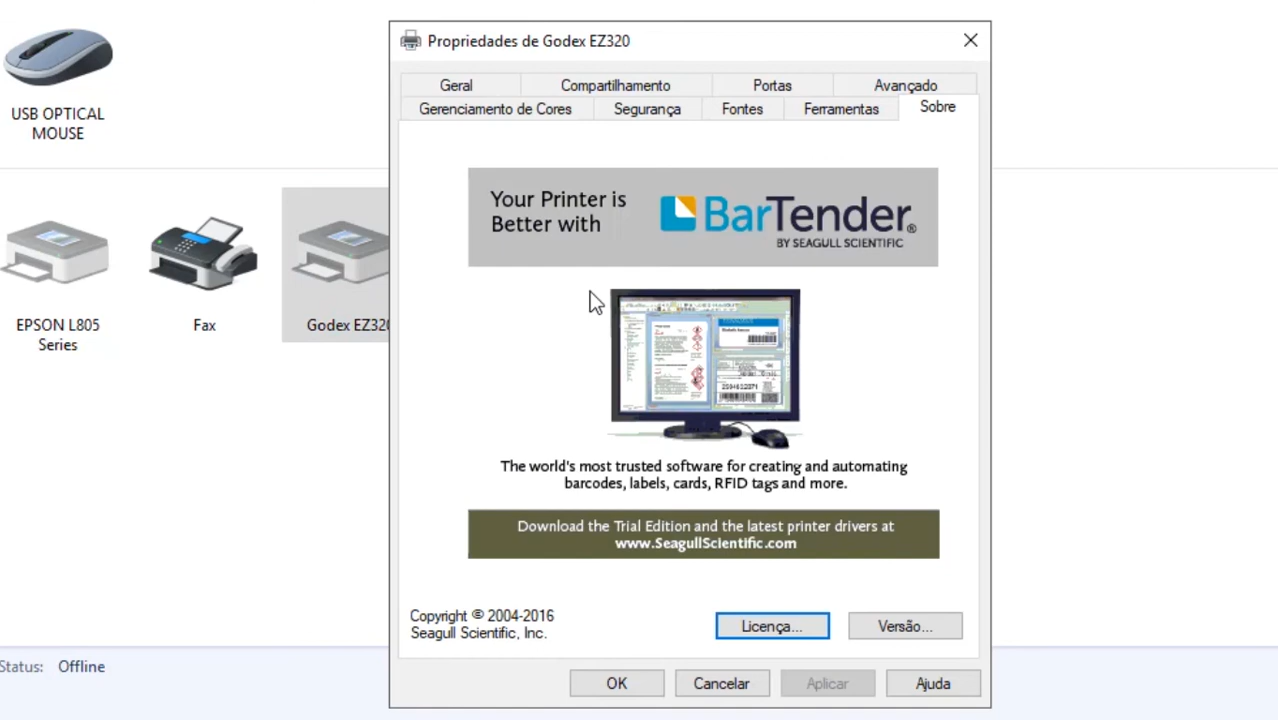 USB OPTICAL
MOUSE
EPSON L805
Series
Fax
Godex EZ320
Status: Offline
Propriedades de Godex EZ320
Geral
Compartilhamento
Portas
Avançado
Gerenciamento de Cores
Segurança
Fontes
Ferramentas
Sobre
Your Printer is
Better with
BarTender®
BY SEAGULL SCIENTIFIC
The world's most trusted software for creating and automating
barcodes, labels, cards, RFID tags and more.
Download the Trial Edition and the latest printer drivers at
www.SeagullScientific.com
Copyright © 2004-2016
Seagull Scientific, Inc.
Licença...
Versão...
OK
Cancelar
Aplicar
Ajuda